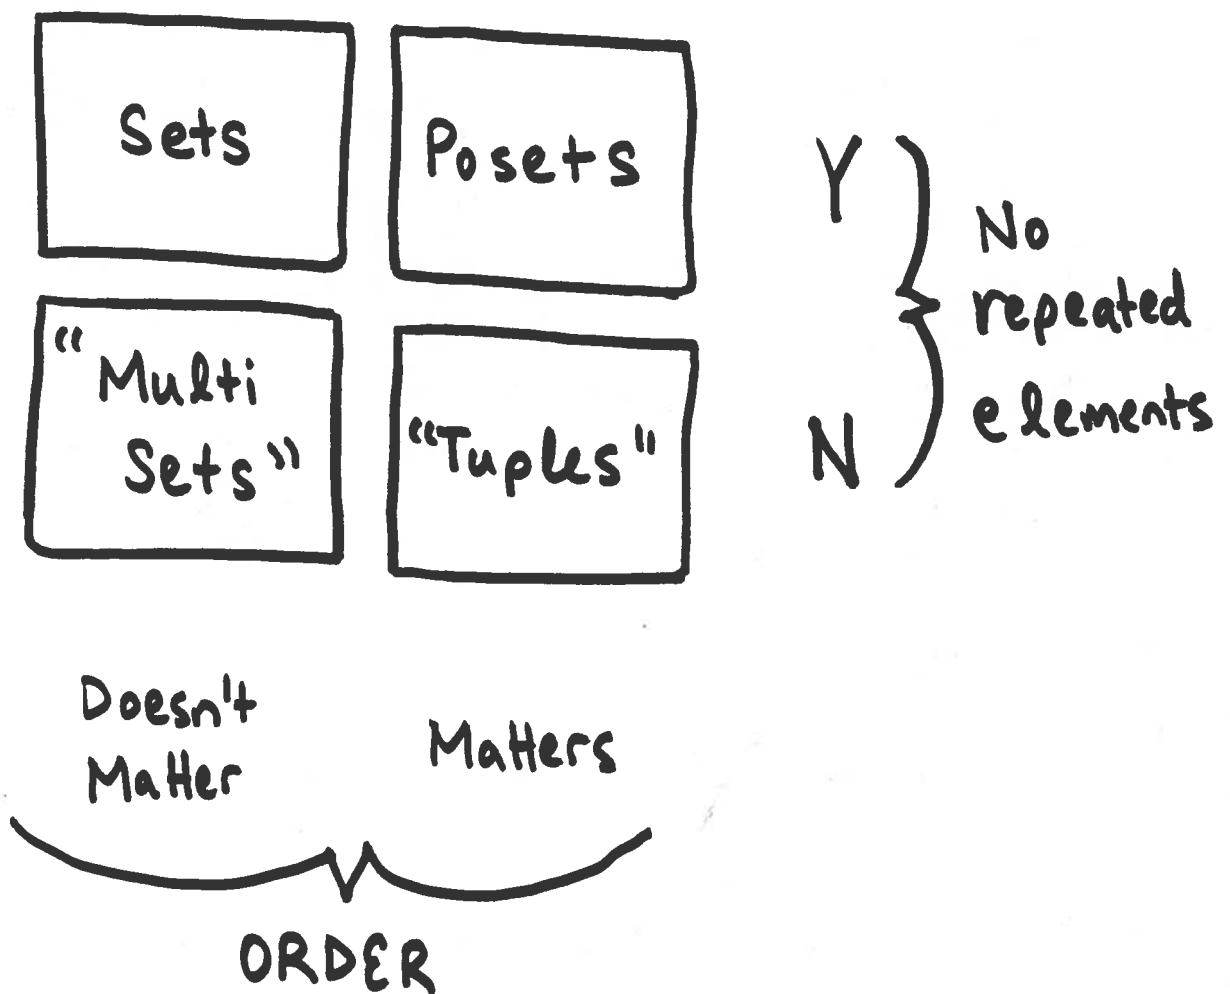 Sets
Posets
Y
No
repeated
elements
"Multi
Sets"
"Tuples"
N
Doesn't
Matter
Matters
ORDER